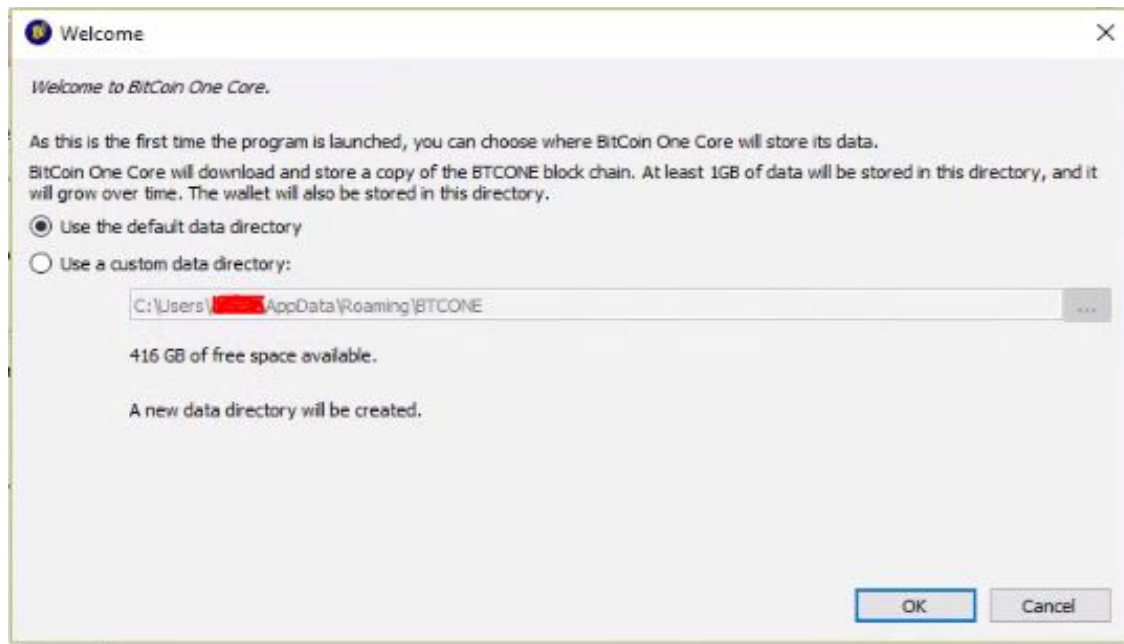 Welcome
Welcome to BitCoin One Core.
As this is the first time the program is launched, you can choose where BitCoin One Core will store its data.
BitCoin One Core will download and store a copy of the BTCONE block chain. At least 1GB of data will be stored in this directory, and it
will grow over time. The wallet will also be stored in this directory.
Use the default data directory
Use a custom data directory:
C:\Users\ \AppData\Roaming\BTCONE
...
416 GB of free space available.
A new data directory will be created.
OK
Cancel